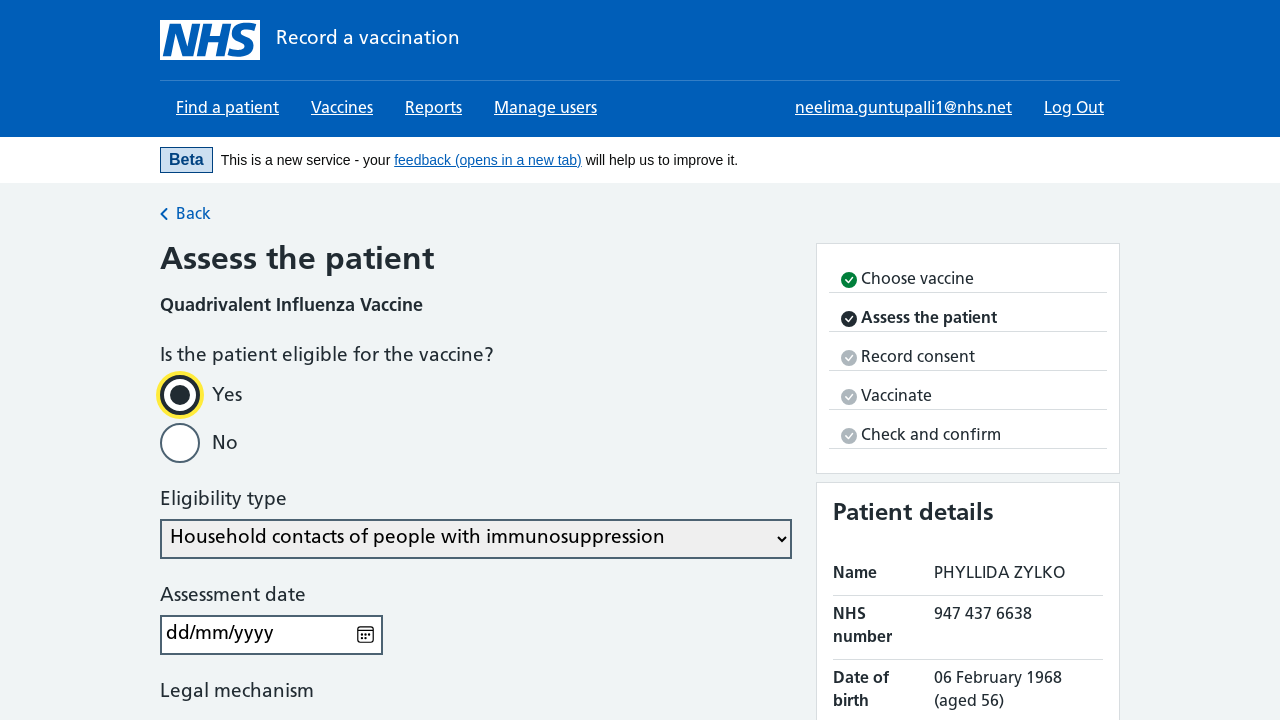 NHS Record a vaccination
Find a patient Vaccines Reports Manage users neelima.guntupalli1@nhs.net Log Out
Beta This is a new service - your feedback (opens in a new tab) will help us to improve it.
Back
Assess the patient
Quadrivalent Influenza Vaccine
Is the patient eligible for the vaccine?
Yes
No
Eligibility type
Household contacts of people with immunosuppression
Assessment date
dd/mm/yyyy
Legal mechanism
Choose vaccine
Assess the patient
Record consent
Vaccinate
Check and confirm
Patient details
Name PHYLLIDA ZYLKO
NHS number 947 437 6638
Date of birth 06 February 1968 (aged 56)